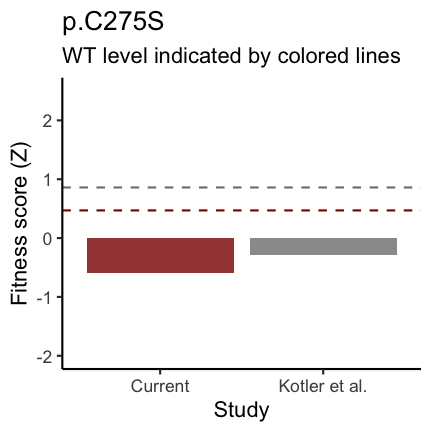 p.C275S
WT level indicated by colored lines
Fitness score (Z)
2
1
0
-1
-2
Current
Kotler et al.
Study